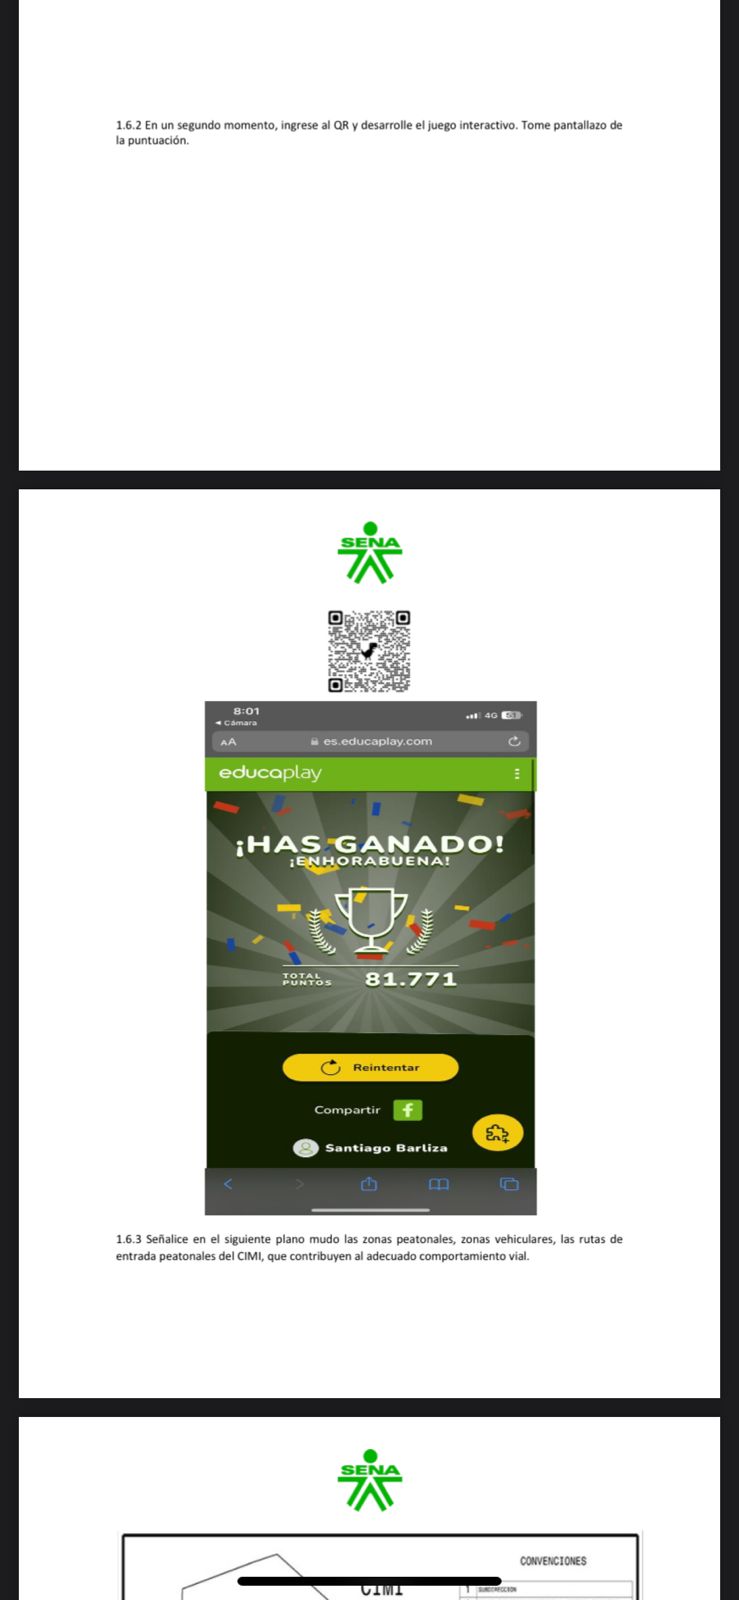 1.6.2 En un segundo momento, ingrese al QR y desarrolle el juego interactivo. Tome pantallazo de
la puntuación.
SENA
8:01
4G 53
◄ Cámara
AA
es.educaplay.com
educaplay
¡HAS GANADO!
¡ENHORABUENA!
TOTAL
PUNTOS
81.771
Reintentar
Compartir
f
Santiago Barliza
1.6.3 Señalice en el siguiente plano mudo las zonas peatonales, zonas vehiculares, las rutas de
entrada peatonales del CIMI, que contribuyen al adecuado comportamiento vial.
SENA
CONVENCIONES
CIMI
1 SUBDIRECCION